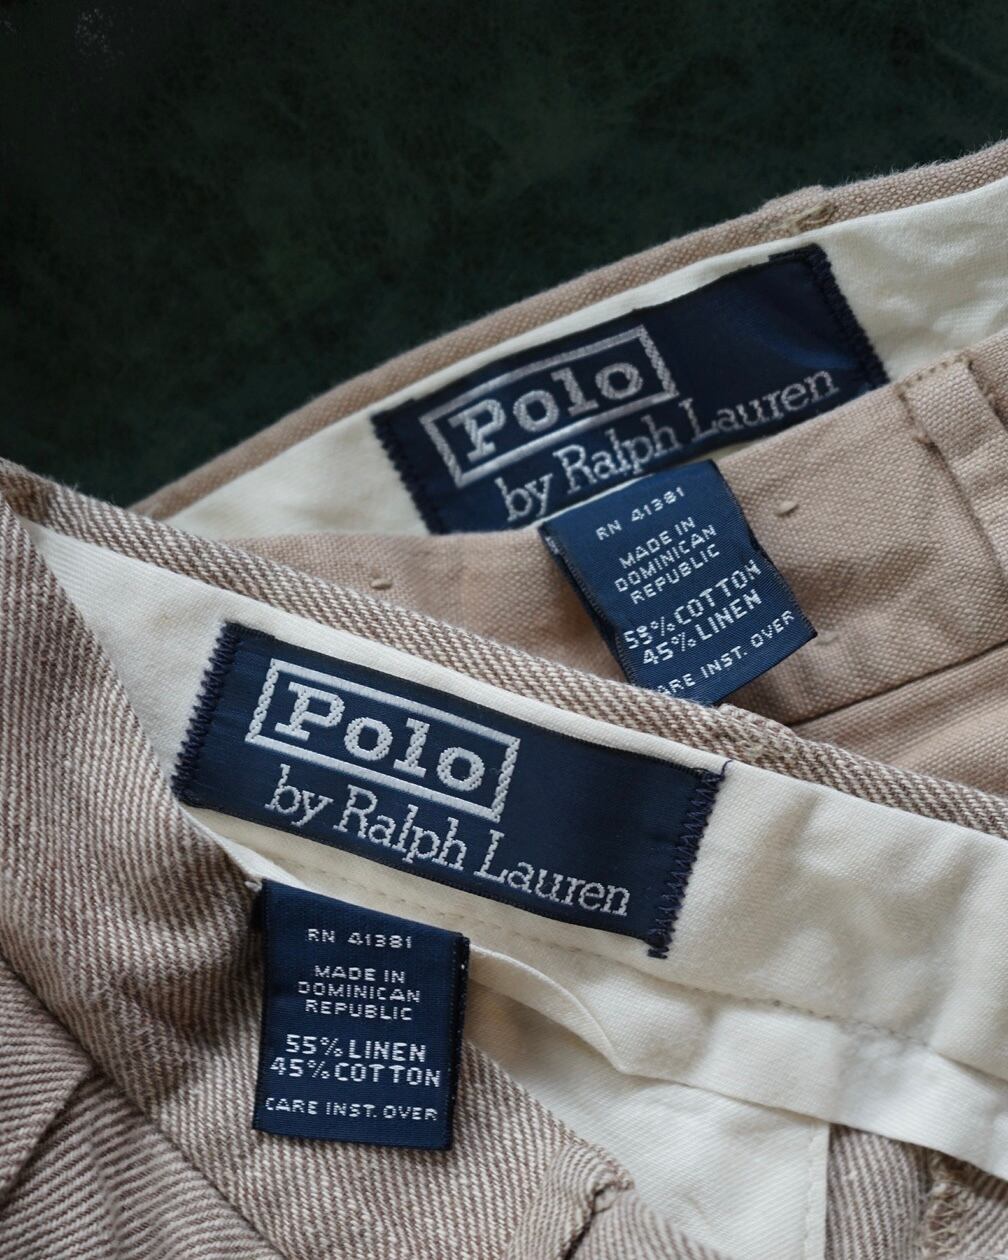 Polo
by Ralph Lauren
RN 41381
MADE IN
DOMINICAN
REPUBLIC
55% COTTON
45% LINEN
ARE INST. OVER
Polo
by Ralph Lauren
RN 41381
MADE IN
DOMINICAN
REPUBLIC
55% LINEN
45% COTTON
CARE INST. OVER